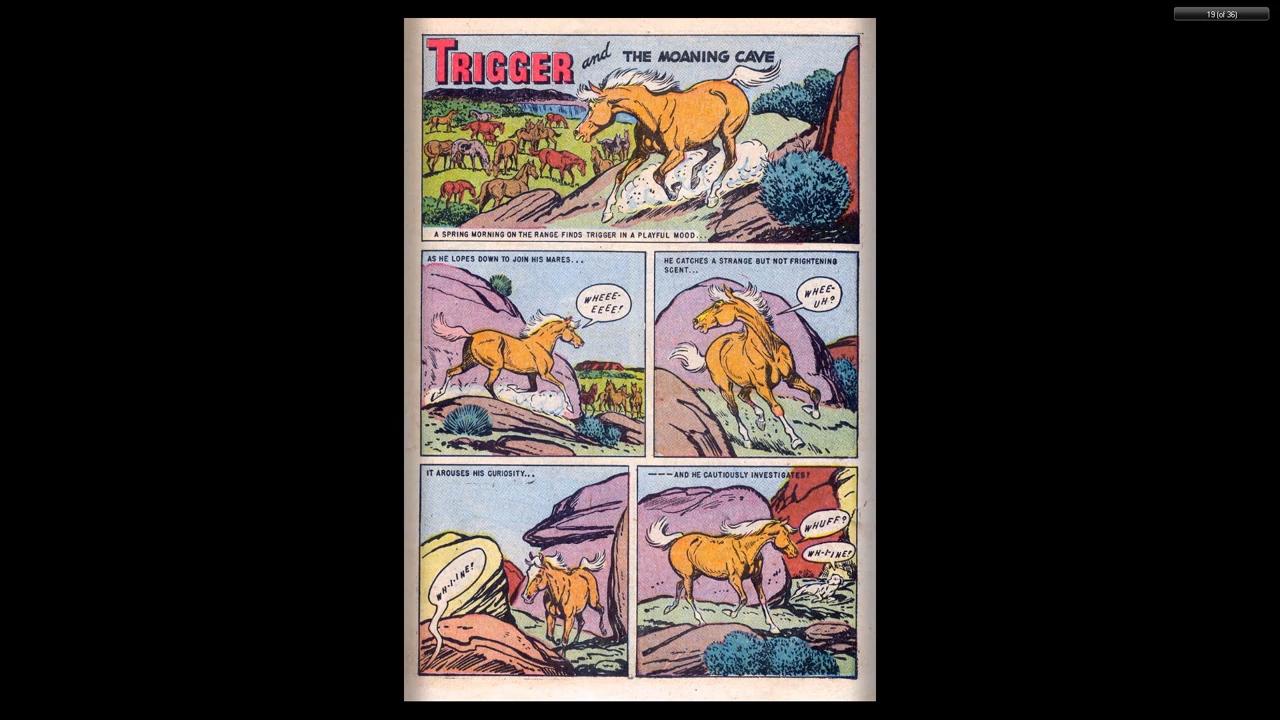 19 (of 36)
TRIGGER and THE MOANING CAVE
A SPRING MORNING ON THE RANGE FINDS TRIGGER IN A PLAYFUL MOOD...
AS HE LOPES DOWN TO JOIN HIS MARES...
WHEEE-
EEEE!
HE CATCHES A STRANGE BUT NOT FRIGHTENING
SCENT...
WHEE-
UH?
IT AROUSES HIS CURIOSITY...
WH-I-INE!
---AND HE CAUTIOUSLY INVESTIGATES!
WHUFF?
WH-I-INE!